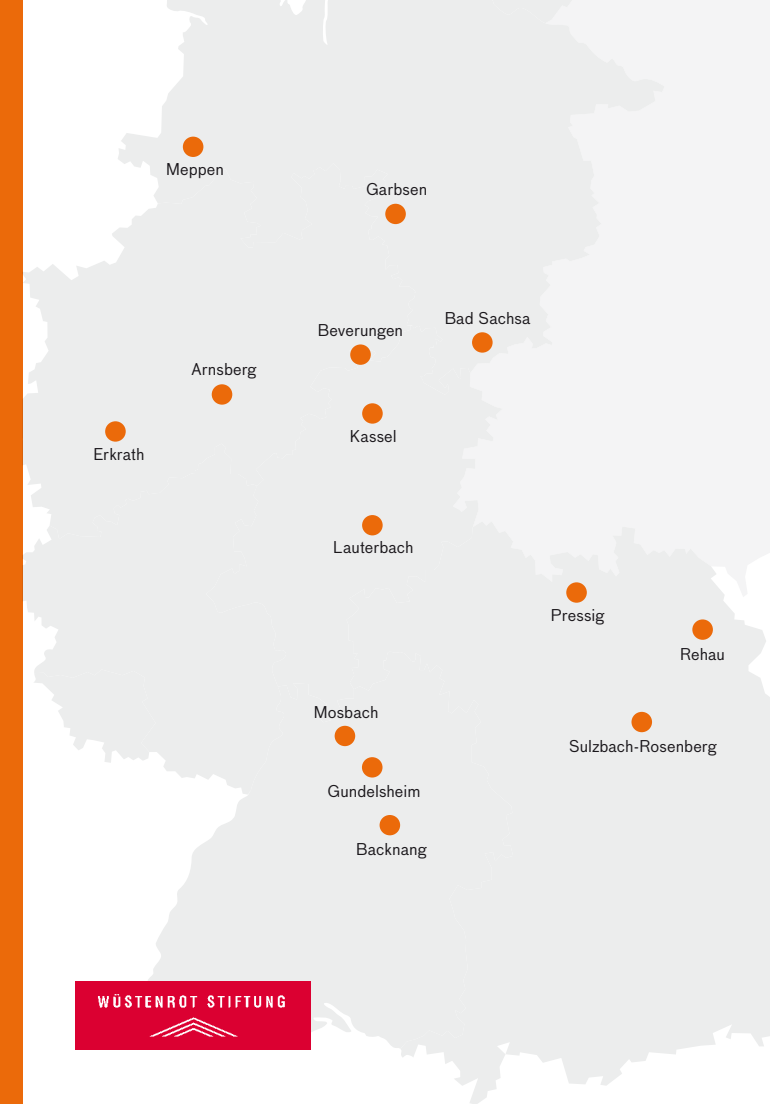 Meppen
Garbsen
Bad Sachsa
Beverungen
Arnsberg
Kassel
Erkrath
Lauterbach
Pressig
Rehau
Mosbach
Sulzbach-Rosenberg
Gundelsheim
Backnang
WÜSTENROT STIFTUNG